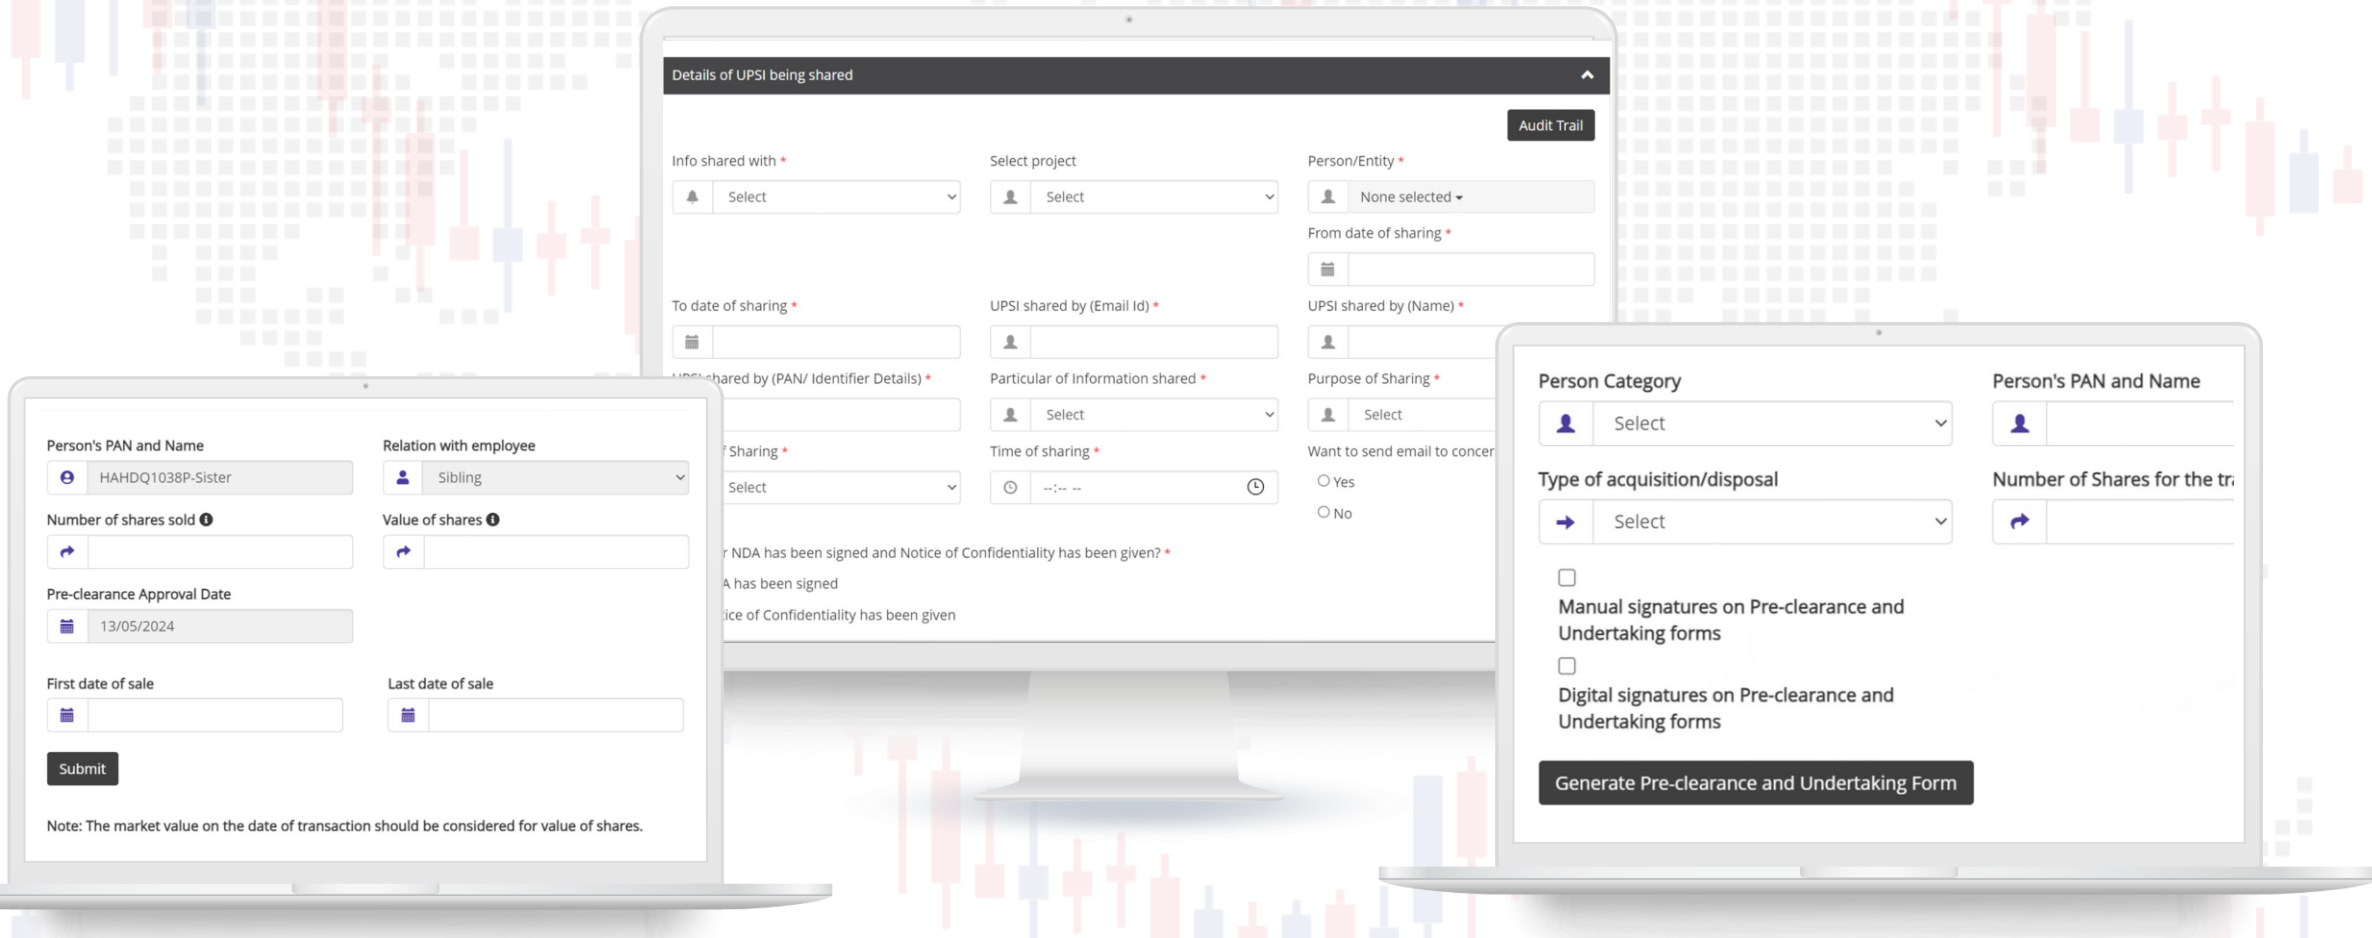 Details of UPSI being shared
Audit Trail
Info shared with *
Select project
Person/Entity *
Select
Select
None selected
From date of sharing *
To date of sharing *
UPSI shared by (Email Id) *
UPSI shared by (Name) *
shared by (PAN/ Identifier Details) *
Particular of Information shared *
Purpose of Sharing *
Select
Select
Sharing *
Time of sharing *
Want to send email to concer
Select
--:-- --
Yes
No
NDA has been signed and Notice of Confidentiality has been given? *
A has been signed
ice of Confidentiality has been given
Person's PAN and Name
Relation with employee
HAHDQ1038P-Sister
Sibling
Number of shares sold
Value of shares
Pre-clearance Approval Date
13/05/2024
First date of sale
Last date of sale
Submit
Note: The market value on the date of transaction should be considered for value of shares.
Person Category
Person's PAN and Name
Select
Type of acquisition/disposal
Number of Shares for the tra
Select
Manual signatures on Pre-clearance and
Undertaking forms
Digital signatures on Pre-clearance and
Undertaking forms
Generate Pre-clearance and Undertaking Form